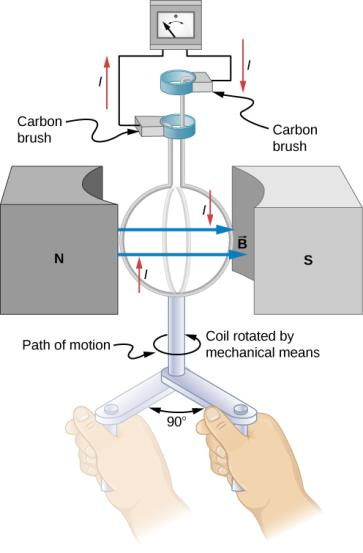 I
I
Carbon
brush
Carbon
brush
I
B
N
S
I
Path of motion
Coil rotated by
mechanical means
90°